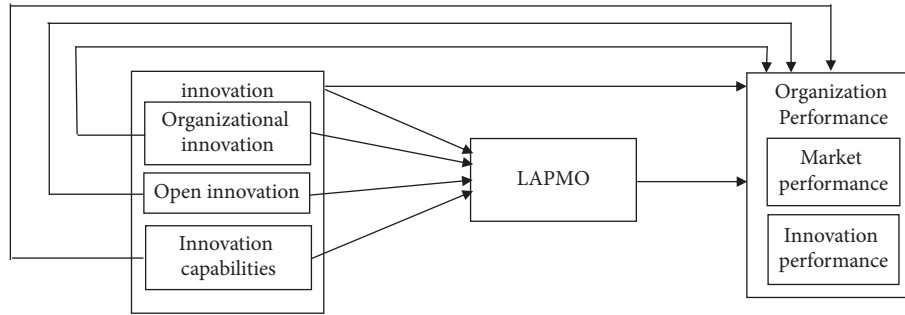 innovation
Organizational
innovation
Open innovation
Innovation
capabilities
LAPMO
Organization
Performance
Market
performance
Innovation
performance